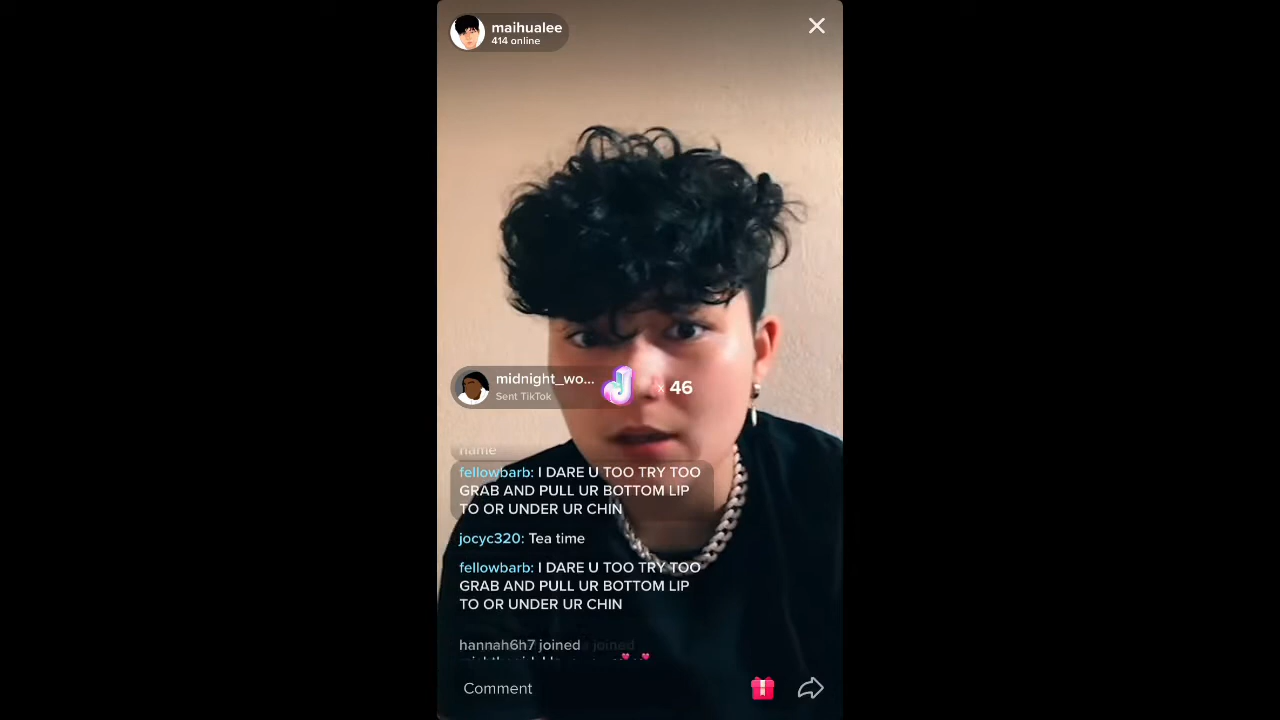 maihualee
414 online
midnight_wo...
Sent TikTok
x 46
name
fellowbarb: I DARE U TOO TRY TOO
GRAB AND PULL UR BOTTOM LIP
TO OR UNDER UR CHIN
jocyc320: Tea time
fellowbarb: I DARE U TOO TRY TOO
GRAB AND PULL UR BOTTOM LIP
TO OR UNDER UR CHIN
hannah6h7 joined joined
Comment